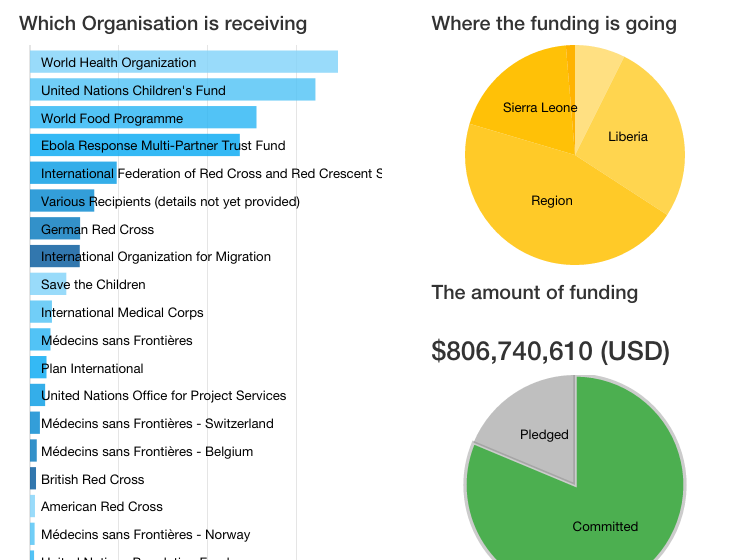 Which Organisation is receiving
World Health Organization
United Nations Children's Fund
World Food Programme
Ebola Response Multi-Partner Trust Fund
International Federation of Red Cross and Red Crescent S
Various Recipients (details not yet provided)
German Red Cross
International Organization for Migration
Save the Children
International Medical Corps
Médecins sans Frontières
Plan International
United Nations Office for Project Services
Médecins sans Frontières - Switzerland
Médecins sans Frontières - Belgium
British Red Cross
American Red Cross
Médecins sans Frontières - Norway
United Nations Population Fund
Where the funding is going
Sierra Leone
Liberia
Region
The amount of funding
$806,740,610 (USD)
Pledged
Committed